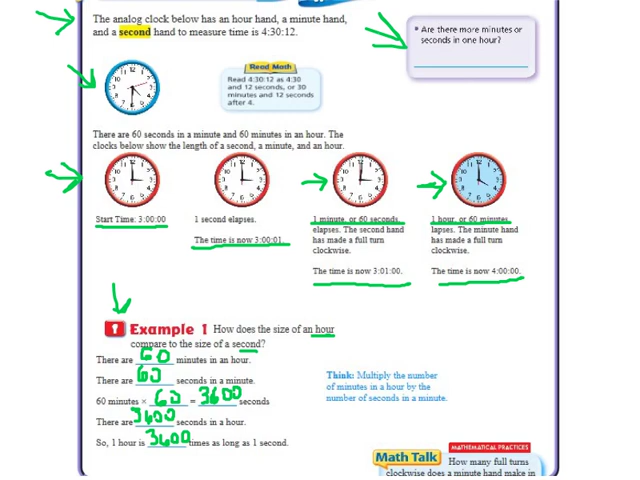 The analog clock below has an hour hand, a minute hand,
and a second hand to measure time is 4:30:12.
• Are there more minutes or
seconds in one hour?
Read Math
Read 4:30:12 as 4:30
and 12 seconds, or 30
minutes and 12 seconds
after 4.
There are 60 seconds in a minute and 60 minutes in an hour. The
clocks below show the length of a second, a minute, and an hour.
Start Time: 3:00:00
1 second elapses.
The time is now 3:00:01.
1 minute, or 60 seconds,
elapses. The second hand
has made a full turn
clockwise.
The time is now 3:01:00.
1 hour, or 60 minutes,
lapses. The minute hand
has made a full turn
clockwise.
The time is now 4:00:00.
1 Example 1 How does the size of an hour
compare to the size of a second?
There are 60 minutes in an hour.
There are 60 seconds in a minute.
60 minutes × 60 = 3600 seconds
There are 3600 seconds in a hour.
So, 1 hour is 3600 times as long as 1 second.
Think: Multiply the number
of minutes in a hour by the
number of seconds in a minute.
Math Talk
MATHEMATICAL PRACTICES
How many full turns
clockwise does a minute hand make in